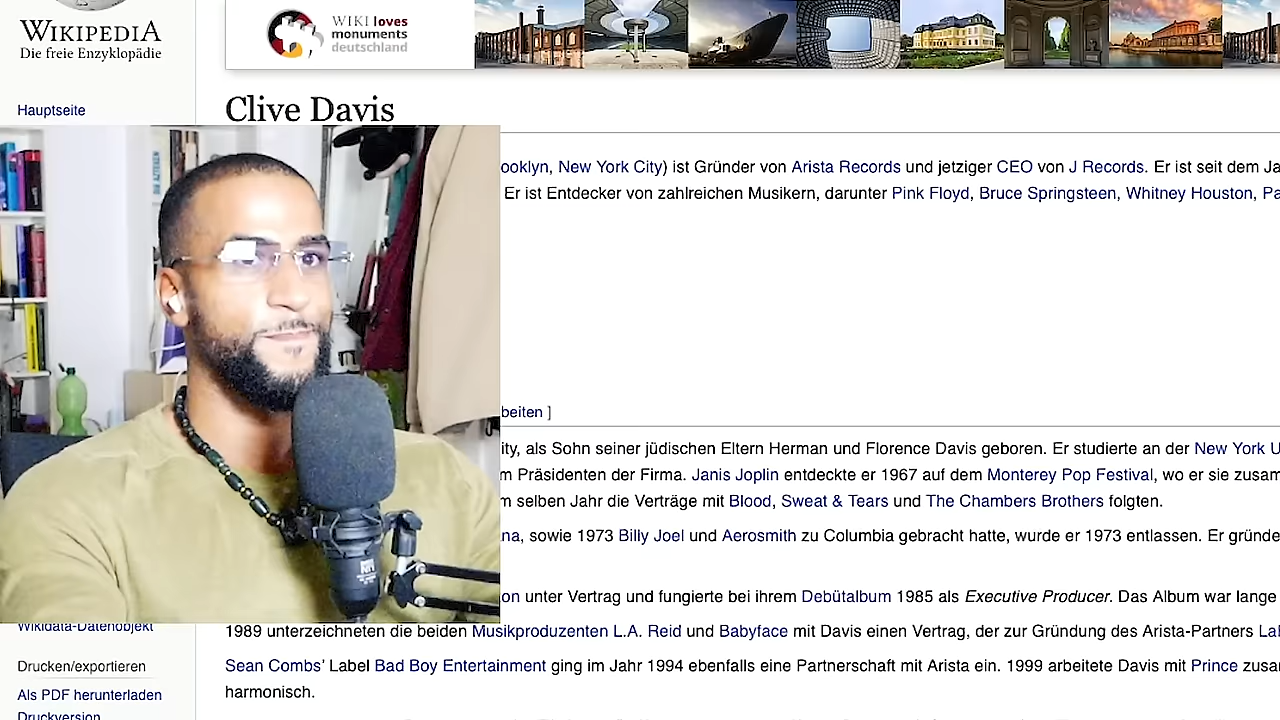 WIKIPEDIA
Die freie Enzyklopädie
WIKI loves
monuments
deutschland
Hauptseite
Clive Davis
ooklyn, New York City) ist Gründer von Arista Records und jetziger CEO von J Records. Er ist seit dem Ja
Er ist Entdecker von zahlreichen Musikern, darunter Pink Floyd, Bruce Springsteen, Whitney Houston, Pa
beiten ]
ity, als Sohn seiner jüdischen Eltern Herman und Florence Davis geboren. Er studierte an der New York U
m Präsidenten der Firma. Janis Joplin entdeckte er 1967 auf dem Monterey Pop Festival, wo er sie zusam
m selben Jahr die Verträge mit Blood, Sweat & Tears und The Chambers Brothers folgten.
na, sowie 1973 Billy Joel und Aerosmith zu Columbia gebracht hatte, wurde er 1973 entlassen. Er gründe
on unter Vertrag und fungierte bei ihrem Debütalbum 1985 als Executive Producer. Das Album war lange
Wikidata-Datenobjekt
1989 unterzeichneten die beiden Musikproduzenten L.A. Reid und Babyface mit Davis einen Vertrag, der zur Gründung des Arista-Partners Lal
Drucken/exportieren
Sean Combs' Label Bad Boy Entertainment ging im Jahr 1994 ebenfalls eine Partnerschaft mit Arista ein. 1999 arbeitete Davis mit Prince zusa
harmonisch.
Als PDF herunterladen
Druckversion